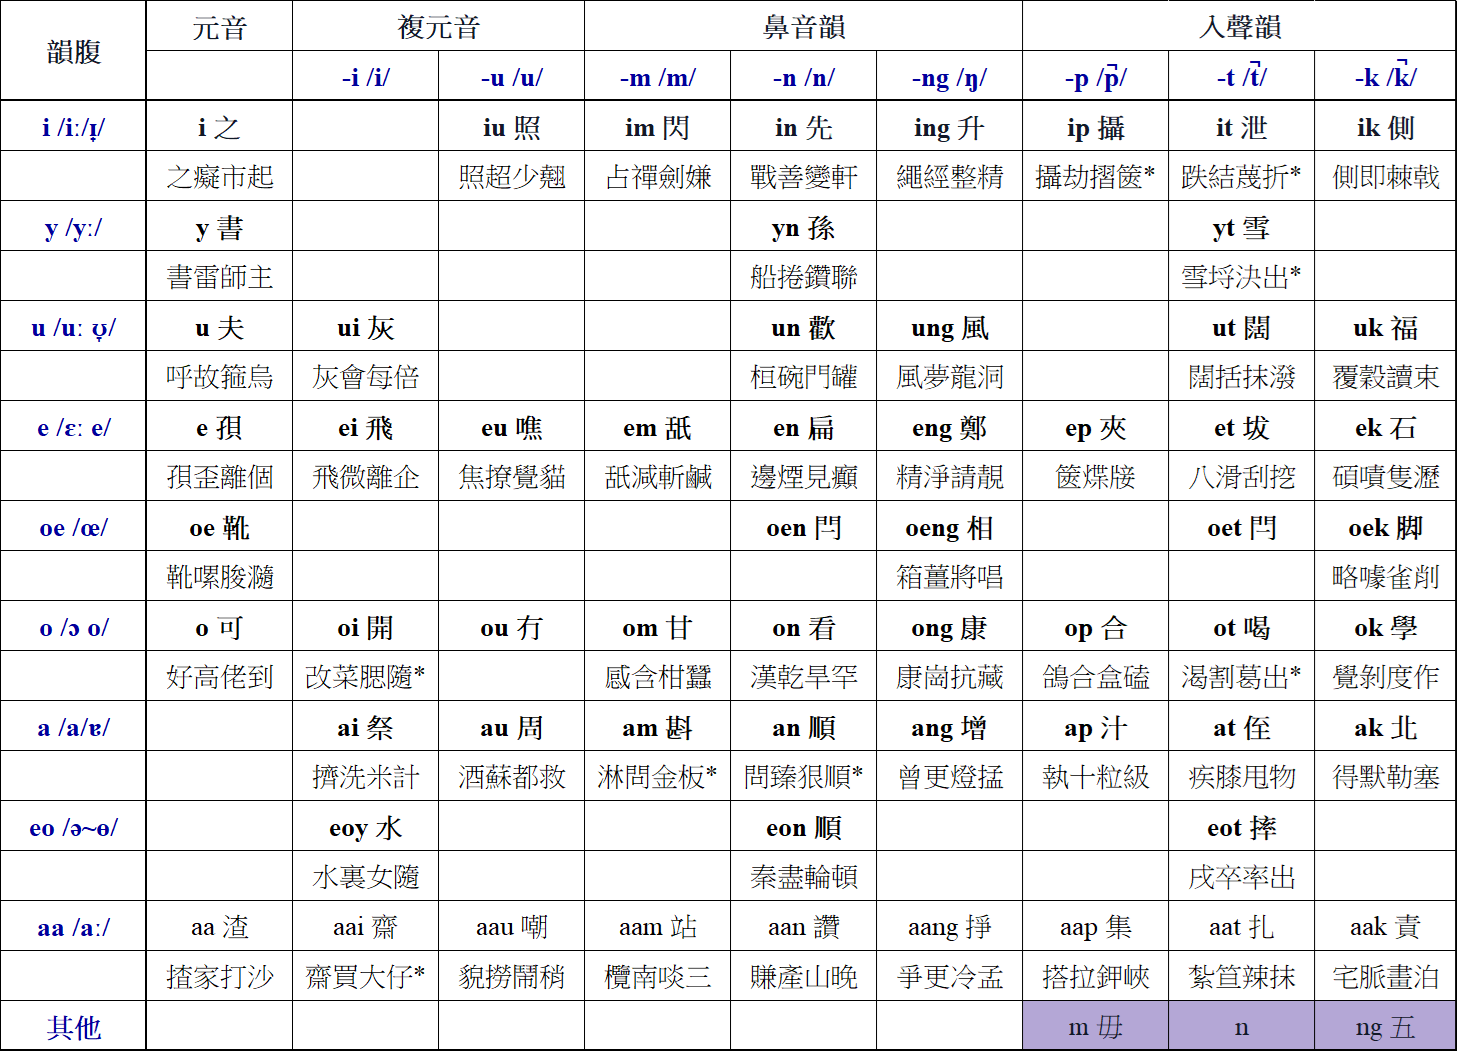 韻腹 元音 複元音 鼻音韻 入聲韻
-i /i/ -u /u/ -m /m/ -n /n/ -ng /ŋ/ -p /p̚/ -t /t̚/ -k /k̚/
i /iː/ɪ̞/ i 之 iu 照 im 閃 in 先 ing 升 ip 攝 it 泄 ik 側
之癡市起 照超少翹 占禪劍嫌 戰善變軒 繩經整精 攝劫摺篋* 跌結蔑折* 側即棘戟
y /yː/ y 書 yn 孫 yt 雪
書雷師主 船捲鑽聯 雪埒決出*
u /uː ʊ̞/ u 夫 ui 灰 un 歡 ung 風 ut 闊 uk 福
呼故箍烏 灰會每倍 桓碗門罐 風夢龍洞 闊括抹潑 覆穀讀束
e /ɛː e/ e 孭 ei 飛 eu 噍 em 舐 en 扁 eng 鄭 ep 夾 et 坺 ek 石
孭歪離個 飛微離企 焦撩覺貓 舐減斬鹹 邊煙見癲 精淨請靚 篋煠㬹 八滑刮挖 碩嘖隻瀝
oe /œ/ oe 靴 oen 閂 oeng 相 oet 閂 oek 脚
靴嚡朘瀡 箱薑將唱 略噱雀削
o /ɔ o/ o 可 oi 開 ou 冇 om 甘 on 看 ong 康 op 合 ot 喝 ok 學
好高佬到 改菜腮隨* 感含柑蠶 漢乾旱罕 康崗抗藏 鴿合盒磕 渴割葛出* 覺剝度作
a /a/ɐ/ ai 祭 au 周 am 斟 an 順 ang 增 ap 汁 at 侄 ak 北
擠洗米計 酒蘇都救 淋問金板* 問臻狠順* 曾更燈掹 執十粒級 疾膝甩物 得默勒塞
eo /ə~ɵ/ eoy 水 eon 順 eot 摔
水裏女隨 秦盡輪頓 戌卒率出
aa /aː/ aa 渣 aai 齋 aau 嘲 aam 站 aan 讚 aang 掙 aap 集 aat 扎 aak 責
揸家打沙 齋買大仔* 貌撈鬧稍 欖南啖三 賺產山晚 爭更冷孟 搭拉鉀峽 紮笪辣抹 宅脈畫泊
其他 m 毋 n ng 五